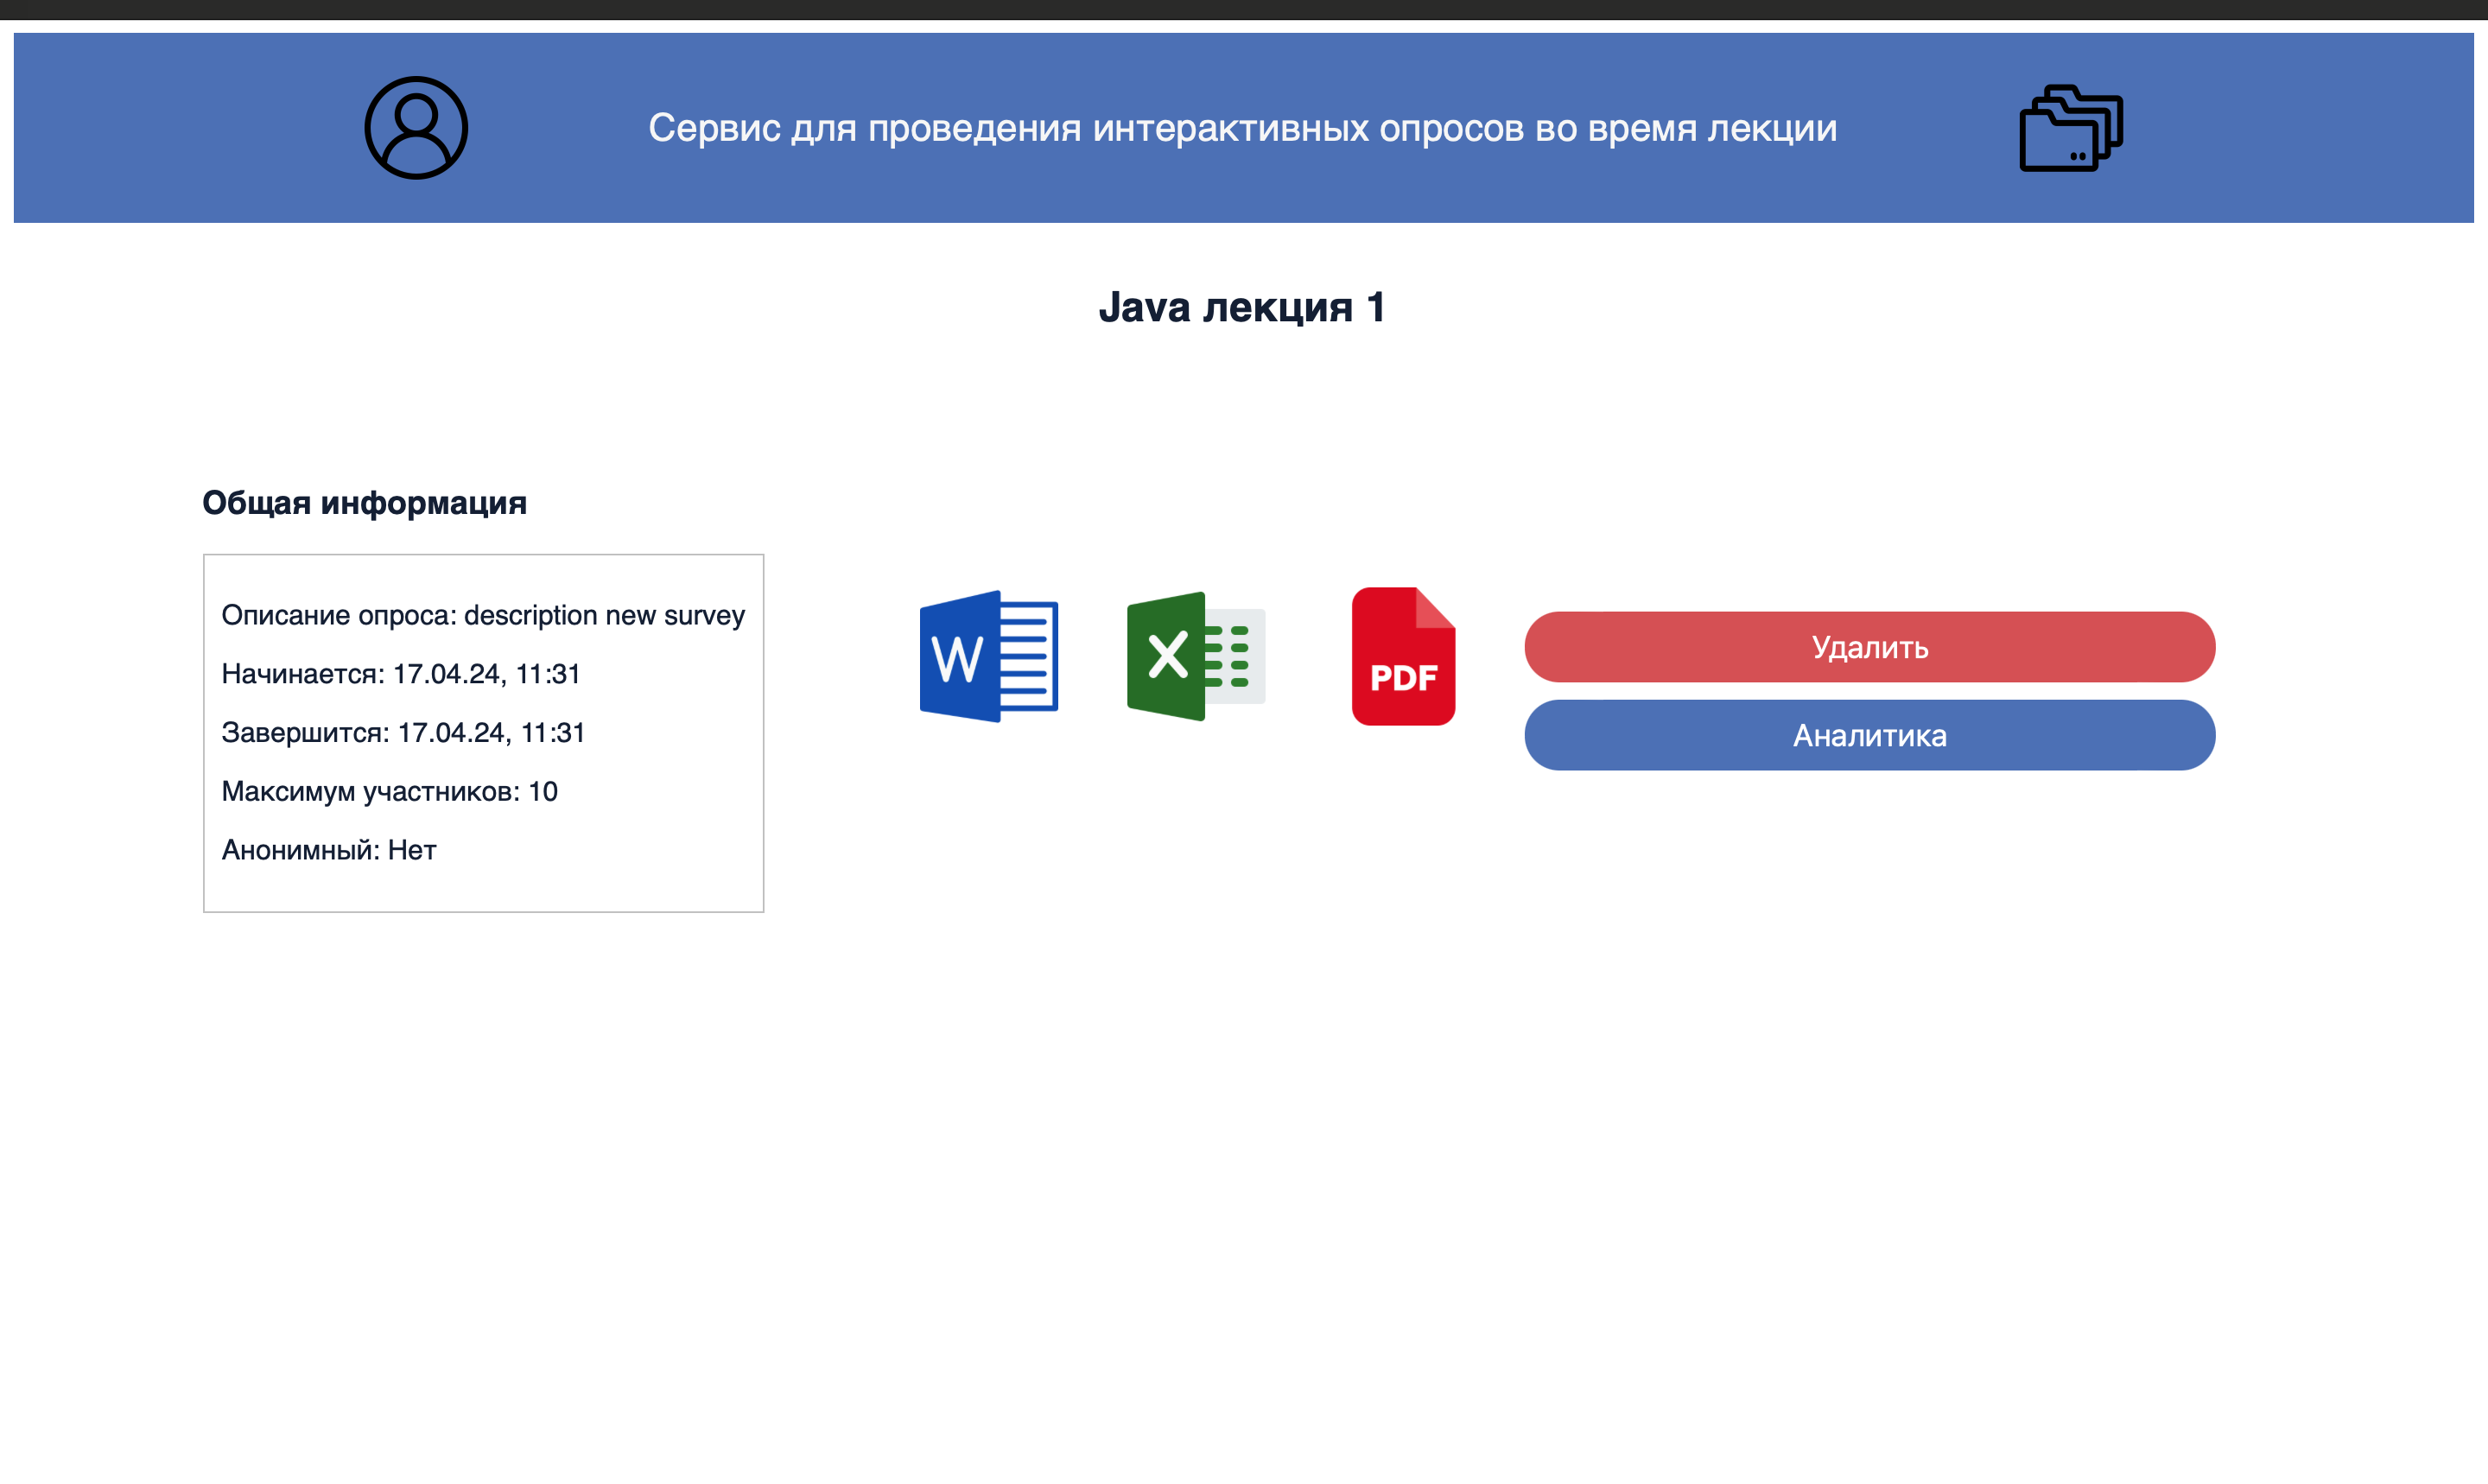 Сервис для проведения интерактивных опросов во время лекции
Java лекция 1
Общая информация
Описание опроса: description new survey
Начинается: 17.04.24, 11:31
Завершится: 17.04.24, 11:31
Максимум участников: 10
Анонимный: Нет
W
X
PDF
Удалить
Аналитика